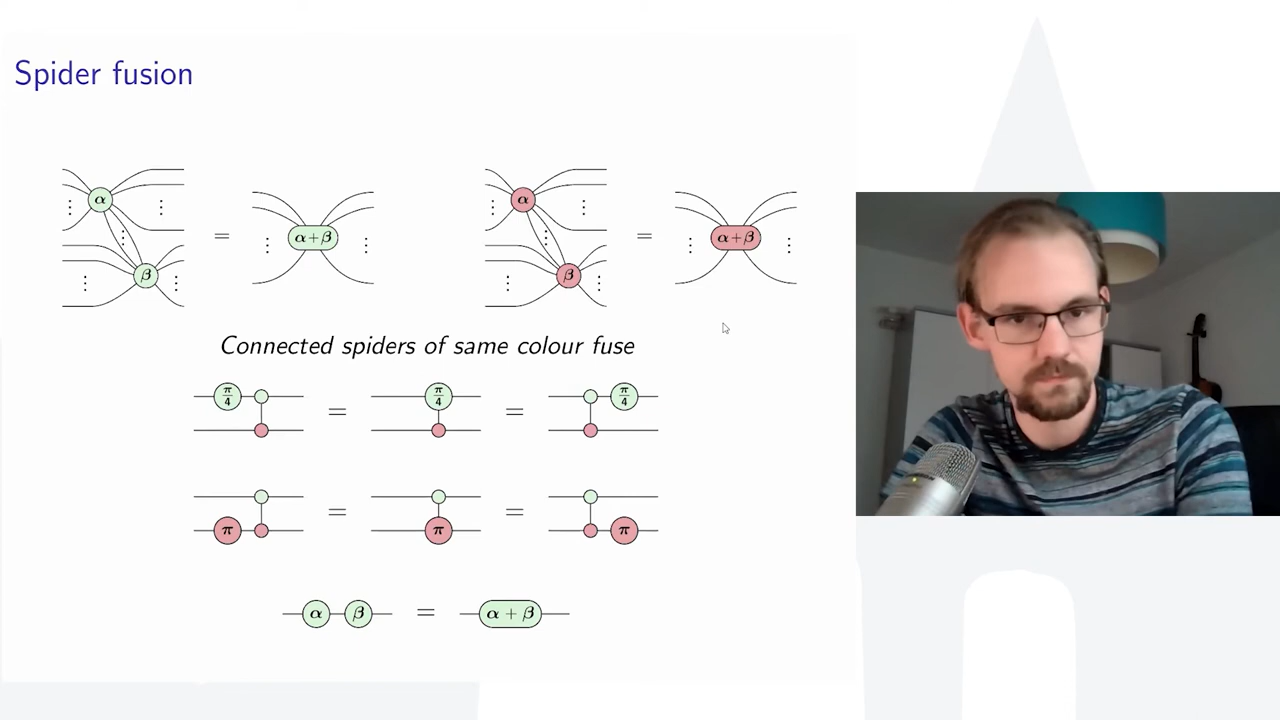 Spider fusion
α
β
=
α+β
α
β
=
α+β
Connected spiders of same colour fuse
π/4 = π/4 = π/4
π = π = π
α β = α + β